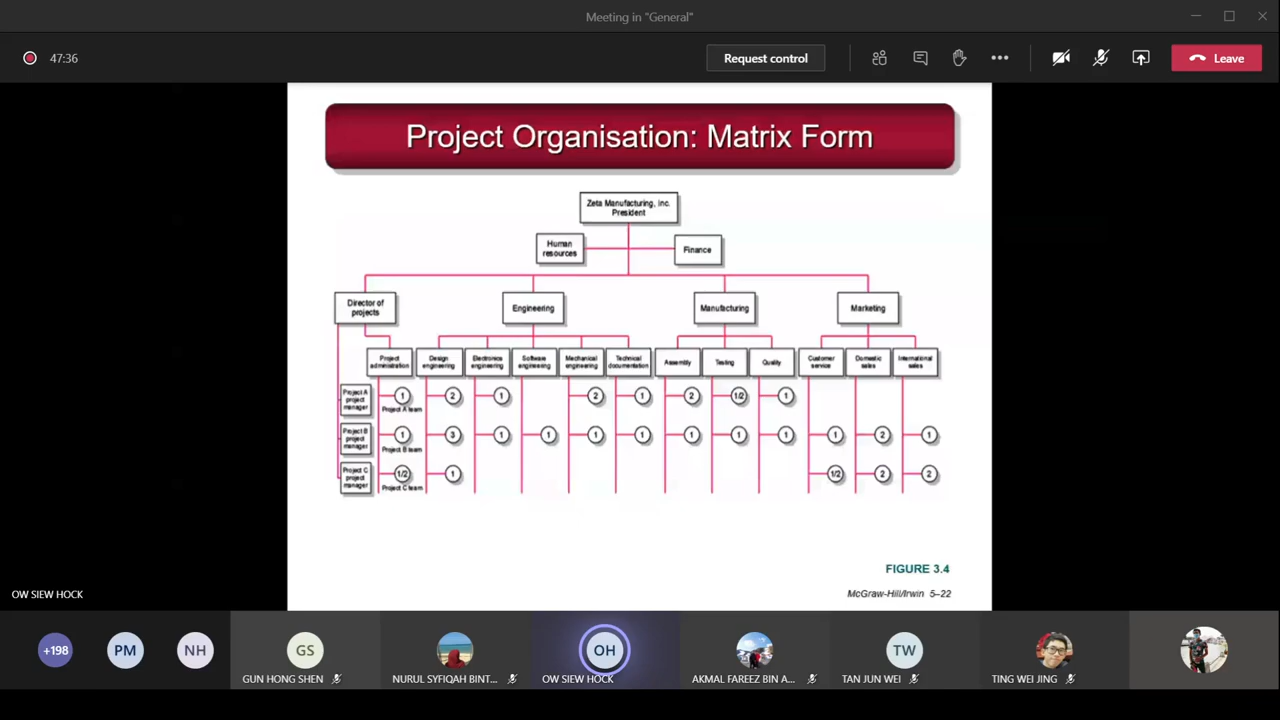 Meeting in "General"
47:36
Request control
Leave
Project Organisation: Matrix Form
Zeta Manufacturing, Inc.
President
Human
resources
Finance
Director of
projects
Engineering
Manufacturing
Marketing
Project
administration
Design
engineering
Electronics
engineering
Software
engineering
Mechanical
engineering
Technical
documentation
Assembly
Testing
Quality
Customer
service
Domestic
sales
International
sales
Project A
project
manager
1
2
1
2
1
2
1/2
1
Project A team
Project B
project
manager
1
3
1
1
1
1
1
1
1
1
2
1
Project B team
Project C
project
manager
1/2
1
1/2
2
2
Project C team
FIGURE 3.4
McGraw-Hill/Irwin 5–22
OW SIEW HOCK
+198
PM
NH
GS
GUN HONG SHEN
NURUL SYFIQAH BINT...
OH
OW SIEW HOCK
AKMAL FAREEZ BIN A...
TW
TAN JUN WEI
TING WEI JING